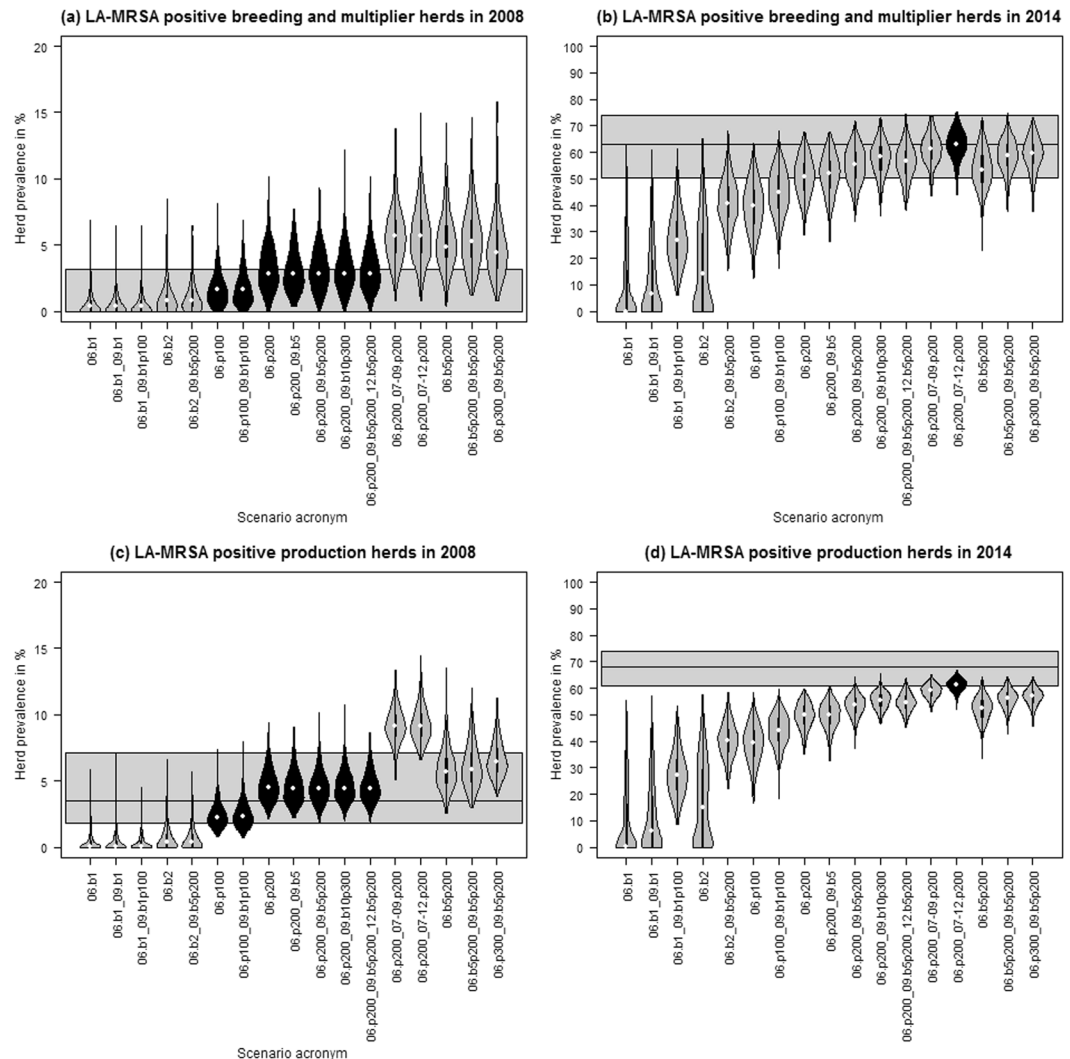 (a) LA-MRSA positive breeding and multiplier herds in 2008
Herd prevalence in %
20
15
10
5
0
06.b1
06.b1_09.b1
06.b1_09.b1p100
06.b2
06.b2_09.b5p200
06.p100
06.p100_09.b1p100
06.p200
06.p200_09.b5
06.p200_09.b5p200
06.p200_09.b10p300
06.p200_09.b5p200_12.b5p200
06.p200_07-09.p200
06.p200_07-12.p200
06.b5p200
06.b5p200_09.b5p200
06.p300_09.b5p200
Scenario acronym
(b) LA-MRSA positive breeding and multiplier herds in 2014
Herd prevalence in %
100
90
80
70
60
50
40
30
20
10
0
06.b1
06.b1_09.b1
06.b1_09.b1p100
06.b2
06.b2_09.b5p200
06.p100
06.p100_09.b1p100
06.p200
06.p200_09.b5
06.p200_09.b5p200
06.p200_09.b10p300
06.p200_09.b5p200_12.b5p200
06.p200_07-09.p200
06.p200_07-12.p200
06.b5p200
06.b5p200_09.b5p200
06.p300_09.b5p200
Scenario acronym
(c) LA-MRSA positive production herds in 2008
Herd prevalence in %
20
15
10
5
0
06.b1
06.b1_09.b1
06.b1_09.b1p100
06.b2
06.b2_09.b5p200
06.p100
06.p100_09.b1p100
06.p200
06.p200_09.b5
06.p200_09.b5p200
06.p200_09.b10p300
06.p200_09.b5p200_12.b5p200
06.p200_07-09.p200
06.p200_07-12.p200
06.b5p200
06.b5p200_09.b5p200
06.p300_09.b5p200
Scenario acronym
(d) LA-MRSA positive production herds in 2014
Herd prevalence in %
100
90
80
70
60
50
40
30
20
10
0
06.b1
06.b1_09.b1
06.b1_09.b1p100
06.b2
06.b2_09.b5p200
06.p100
06.p100_09.b1p100
06.p200
06.p200_09.b5
06.p200_09.b5p200
06.p200_09.b10p300
06.p200_09.b5p200_12.b5p200
06.p200_07-09.p200
06.p200_07-12.p200
06.b5p200
06.b5p200_09.b5p200
06.p300_09.b5p200